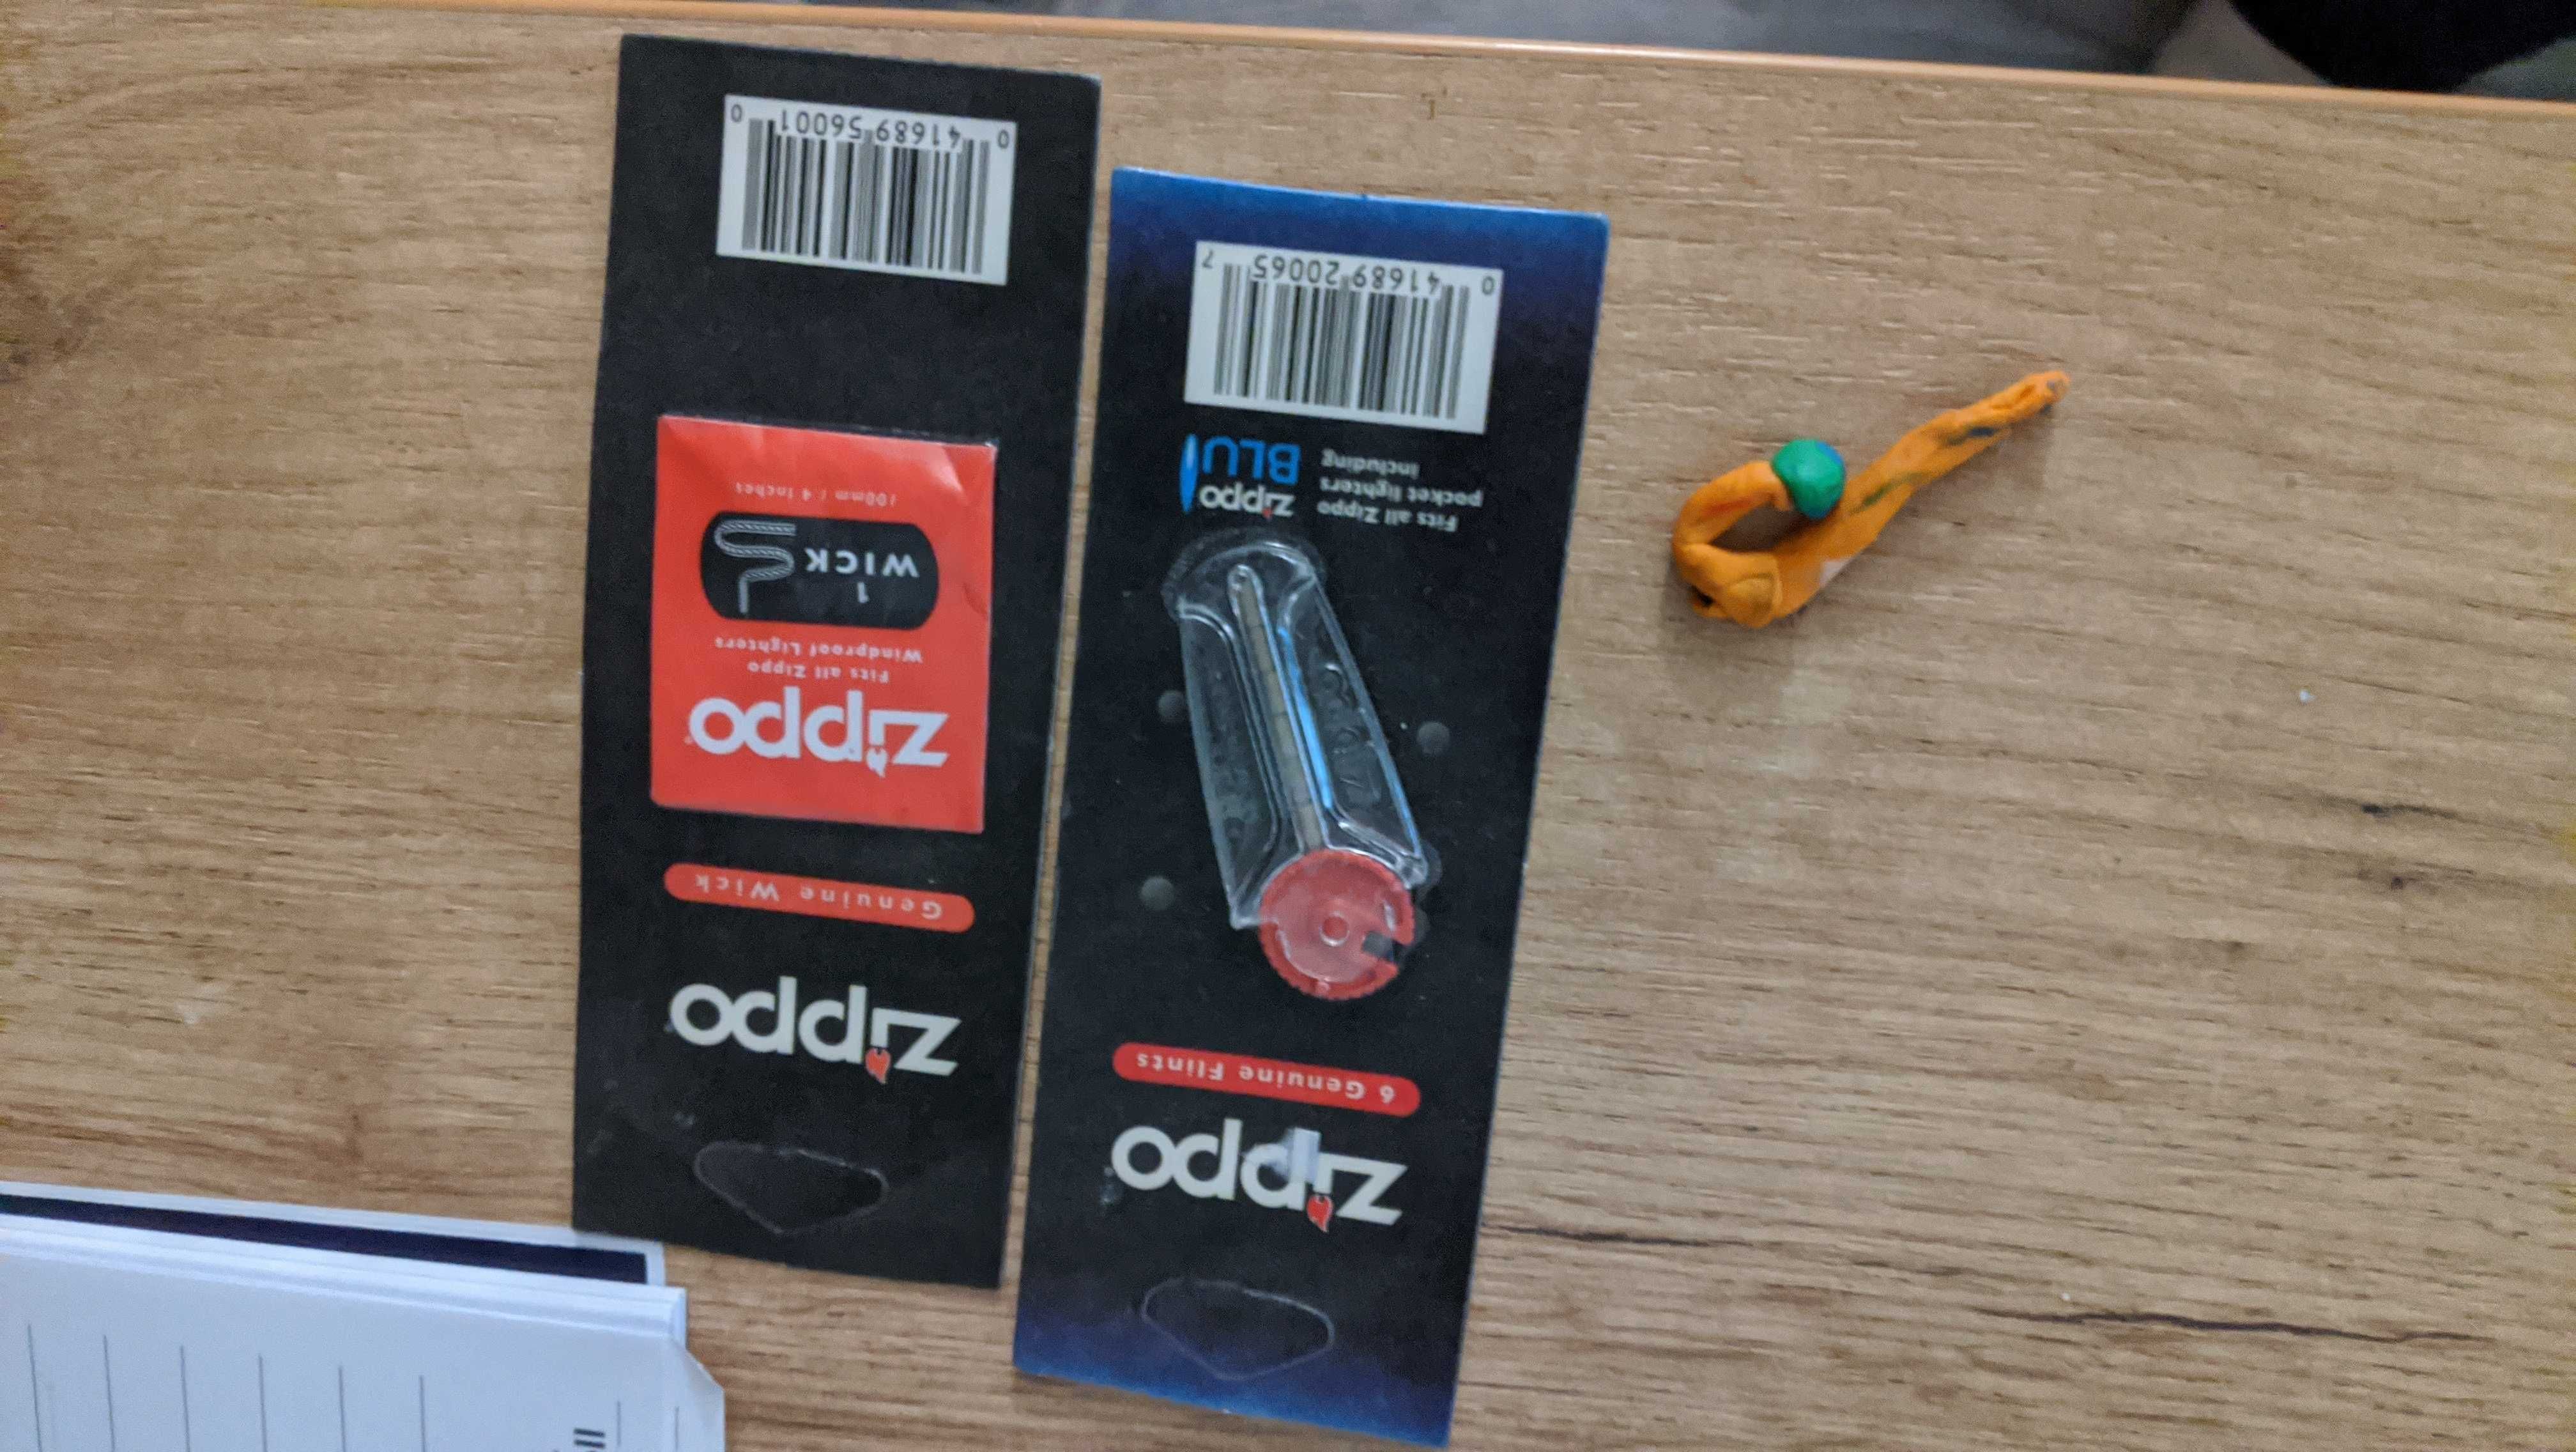 zippo
Genuine Wick
zippo
Fits all Zippo
Windproof Lighters
1
WICK
100mm / 4 inches
0 41689 56001 0
zippo
6 Genuine Flints
Fits all Zippo
pocket lighters
including
zippo
BLU
0 41689 20065 7